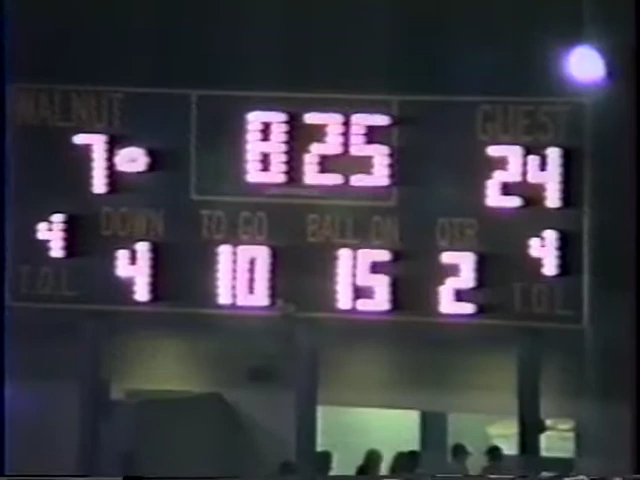 WALNUT 8 25 GUEST
7 24
4 DOWN TO GO BALL ON QTR 4
T.O.L 4 10 15 2 T.O.L